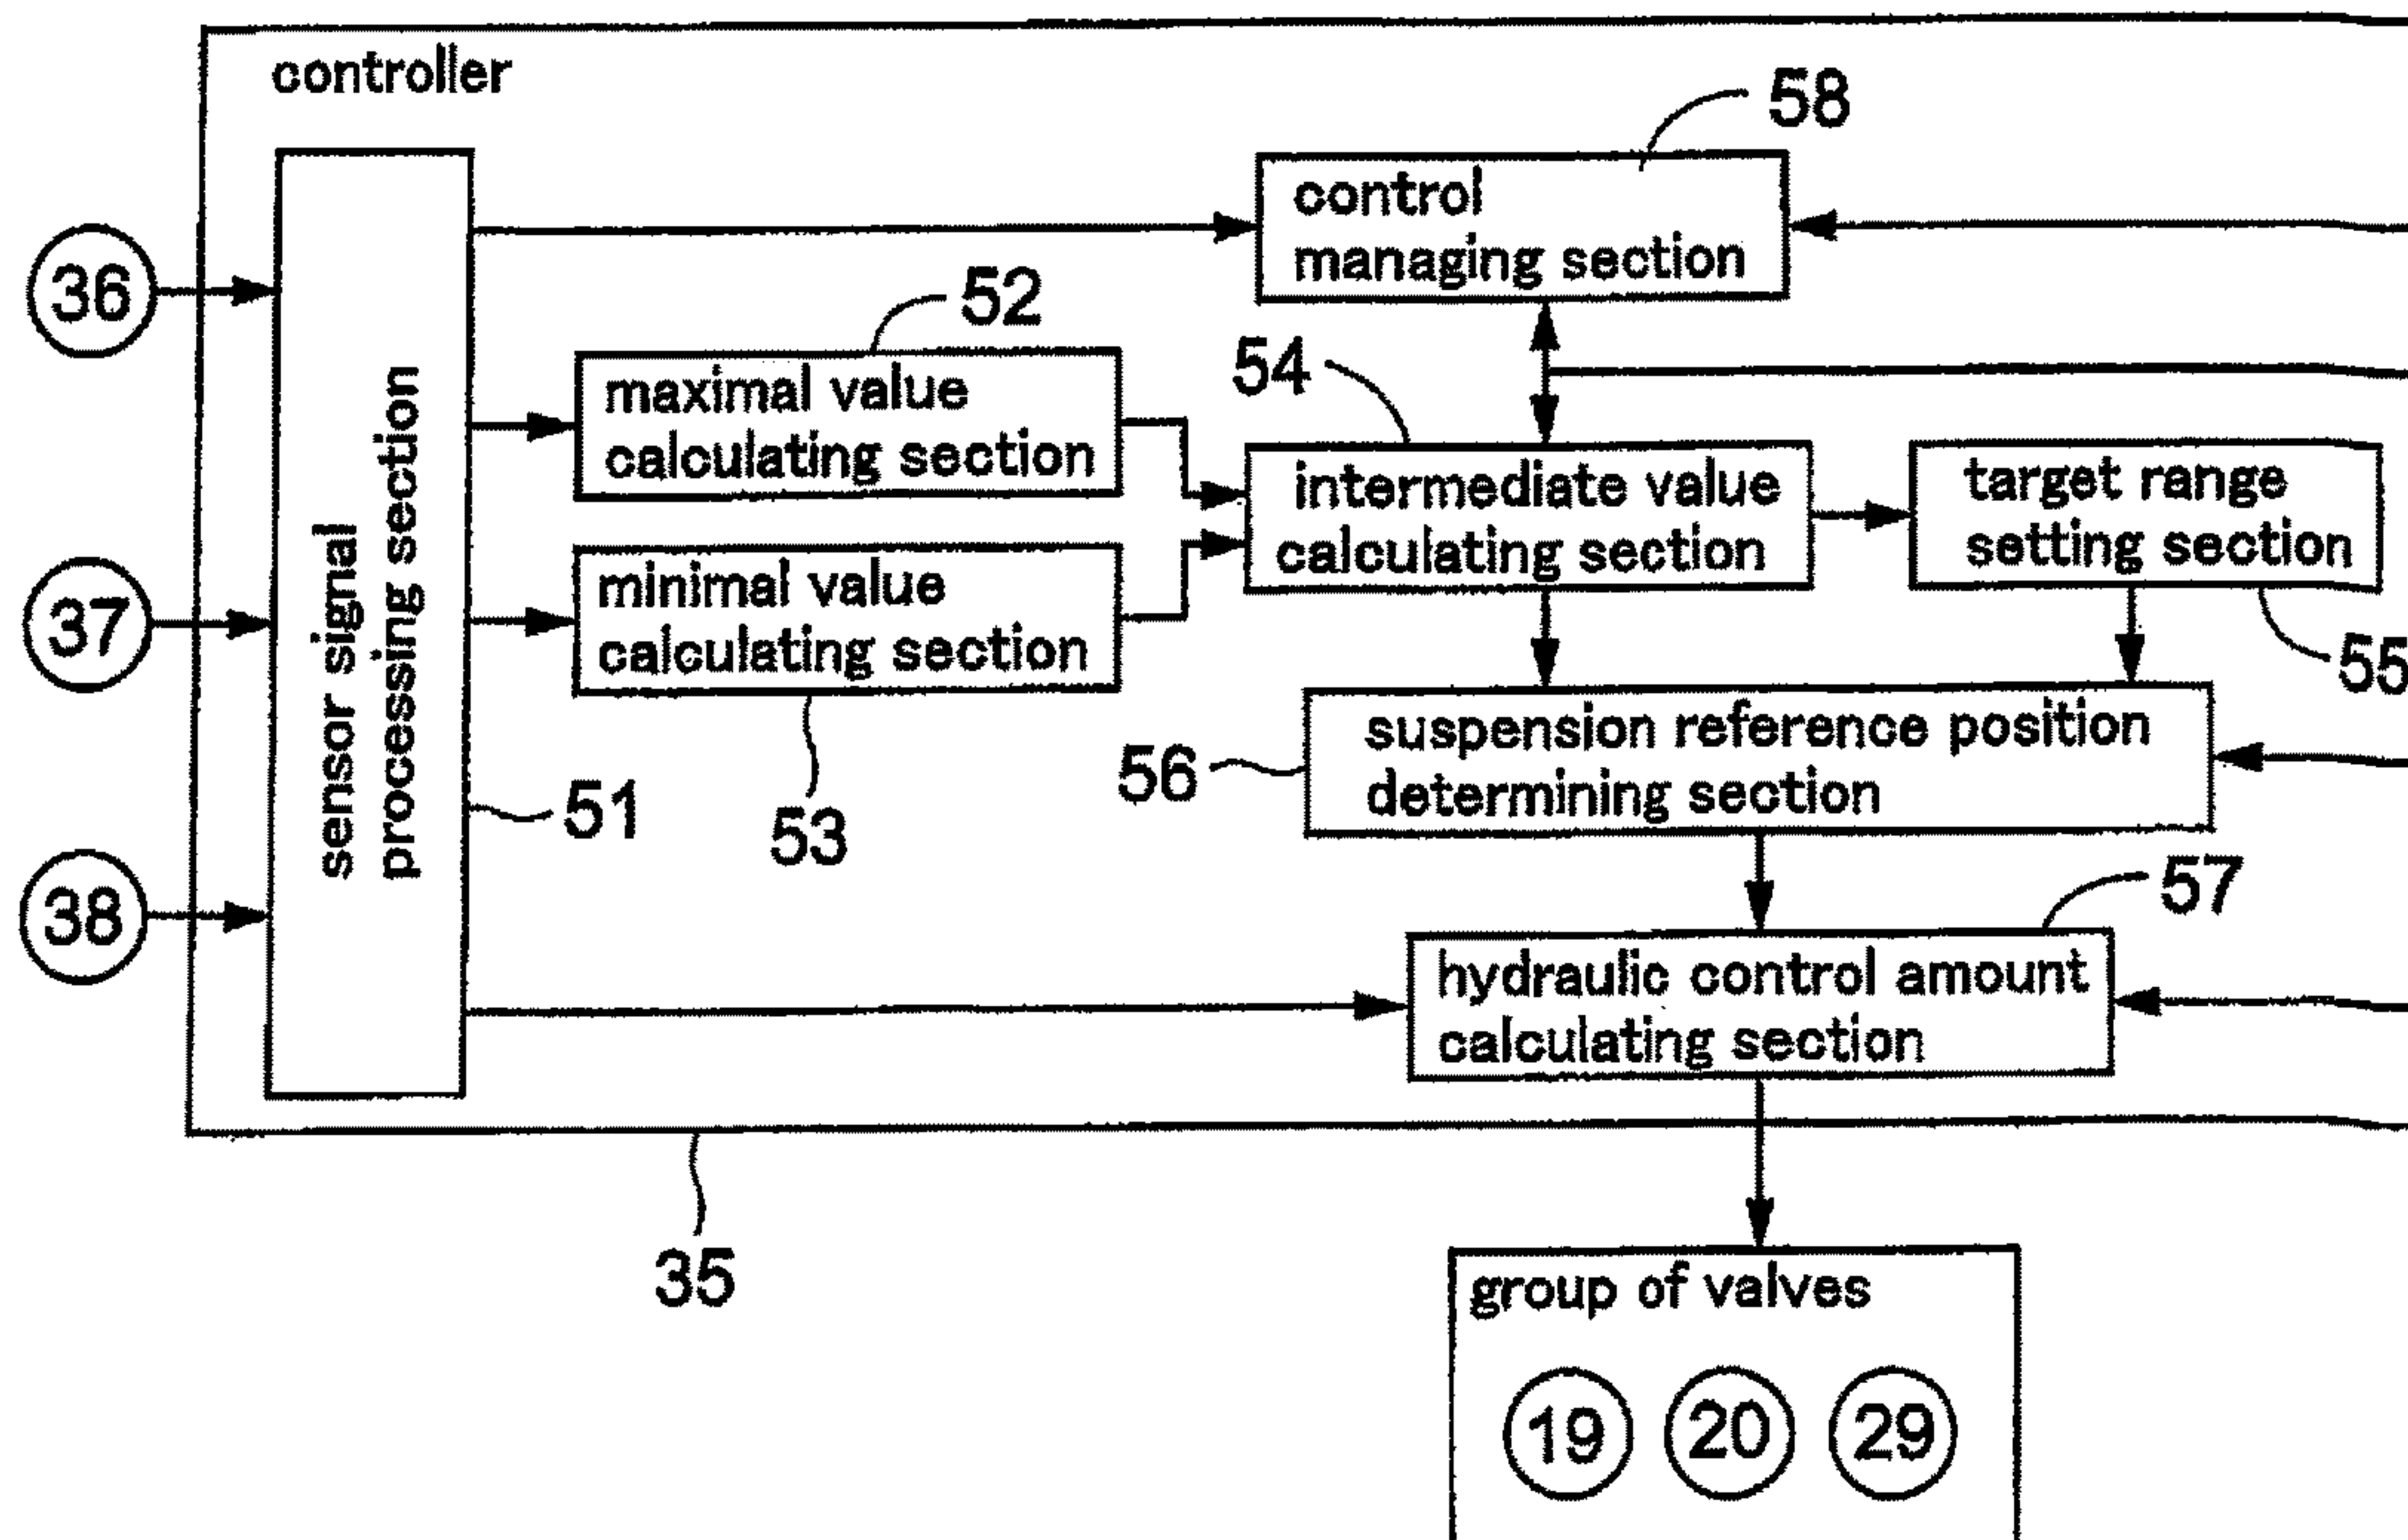 controller
58
control
managing section
36
52
54
maximal value
calculating section
intermediate value
calculating section
target range
setting section
sensor signal
processing section
37
minimal value
calculating section
55
56
suspension reference position
determining section
51
53
38
57
hydraulic control amount
calculating section
35
group of valves
19 20 29